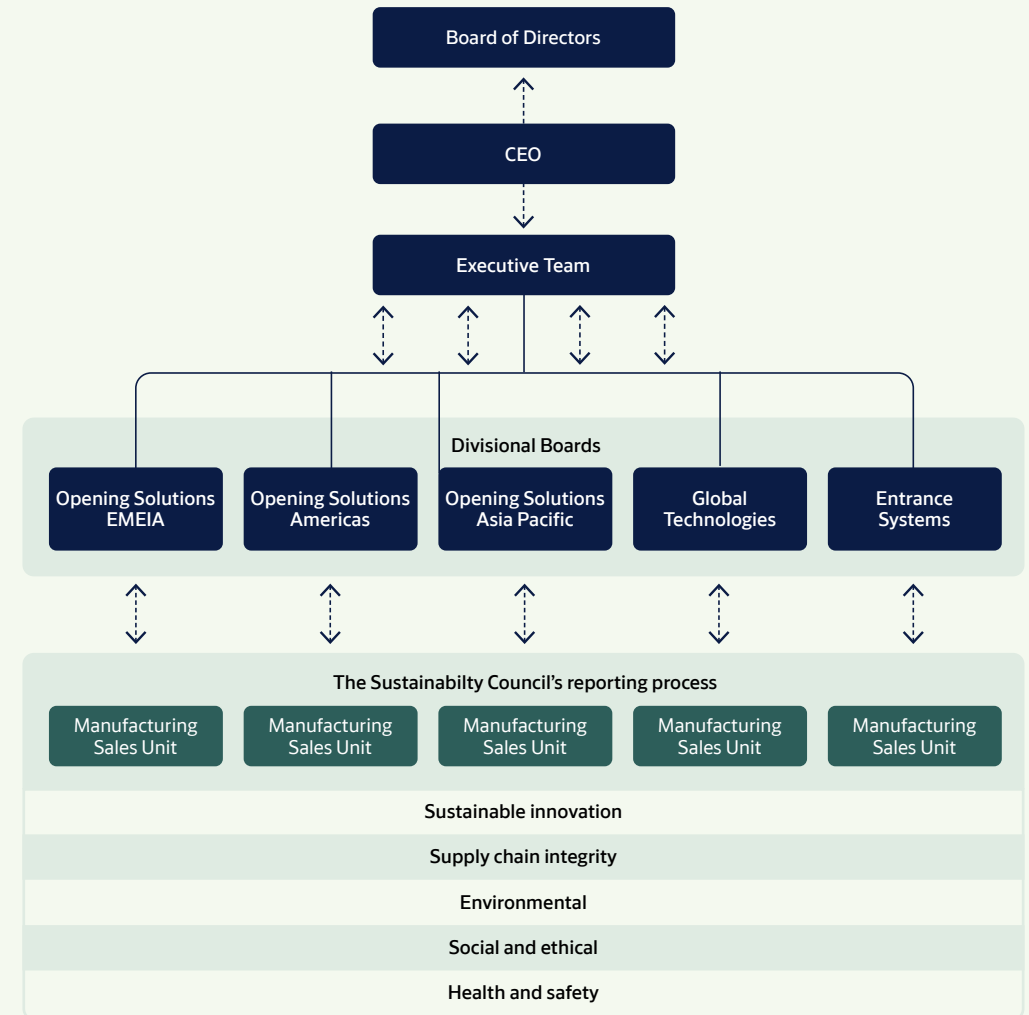 Board of Directors
CEO
Executive Team
Divisional Boards
Opening Solutions
EMEIA
Opening Solutions
Americas
Opening Solutions
Asia Pacific
Global
Technologies
Entrance
Systems
The Sustainabilty Council’s reporting process
Manufacturing
Sales Unit
Manufacturing
Sales Unit
Manufacturing
Sales Unit
Manufacturing
Sales Unit
Manufacturing
Sales Unit
Sustainable innovation
Supply chain integrity
Environmental
Social and ethical
Health and safety